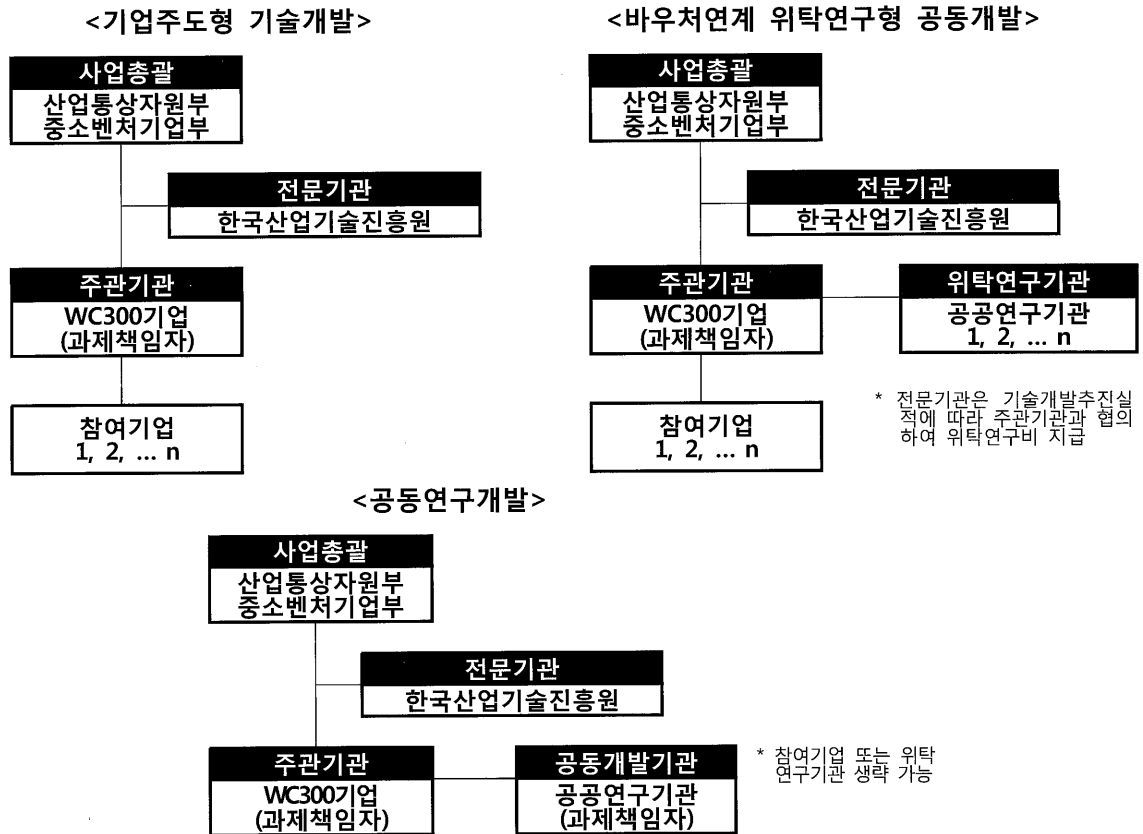 <기업주도형 기술개발>
사업총괄
산업통상자원부
중소벤처기업부
전문기관
한국산업기술진흥원
주관기관
WC300기업
(과제책임자)
참여기업
1, 2, … n
<바우처연계 위탁연구형 공동개발>
사업총괄
산업통상자원부
중소벤처기업부
전문기관
한국산업기술진흥원
주관기관
WC300기업
(과제책임자)
위탁연구기관
공공연구기관
1, 2, … n
참여기업
1, 2, … n
* 전문기관은 기술개발추진실
적에 따라 주관기관과 협의
하여 위탁연구비 지급
<공동연구개발>
사업총괄
산업통상자원부
중소벤처기업부
전문기관
한국산업기술진흥원
주관기관
WC300기업
(과제책임자)
공동개발기관
공공연구기관
(과제책임자)
* 참여기업 또는 위탁
연구기관 생략 가능